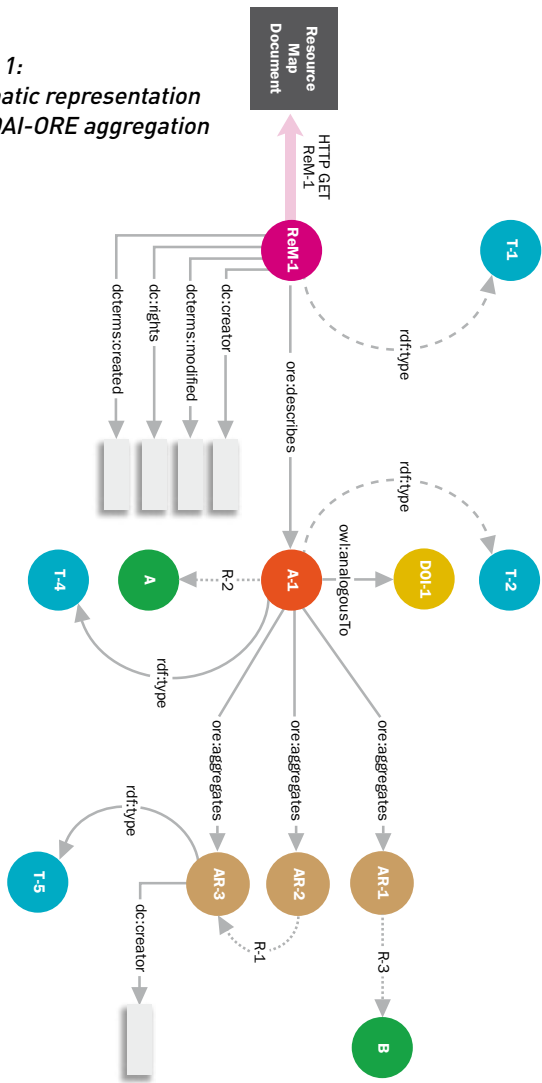 1:
atic representation
OAI-ORE aggregation
Resource
Map
Document
HTTP GET
ReM-1
ReM-1
T-1
rdf:type
dc:creator
dcterms:modified
dc:rights
dcterms:created
ore:describes
T-2
rdf:type
DOI-1
owl:analogousTo
A-1
R-2
A
T-4
rdf:type
ore:aggregates
ore:aggregates
ore:aggregates
AR-1
AR-2
AR-3
R-3
R-1
B
rdf:type
T-5
dc:creator